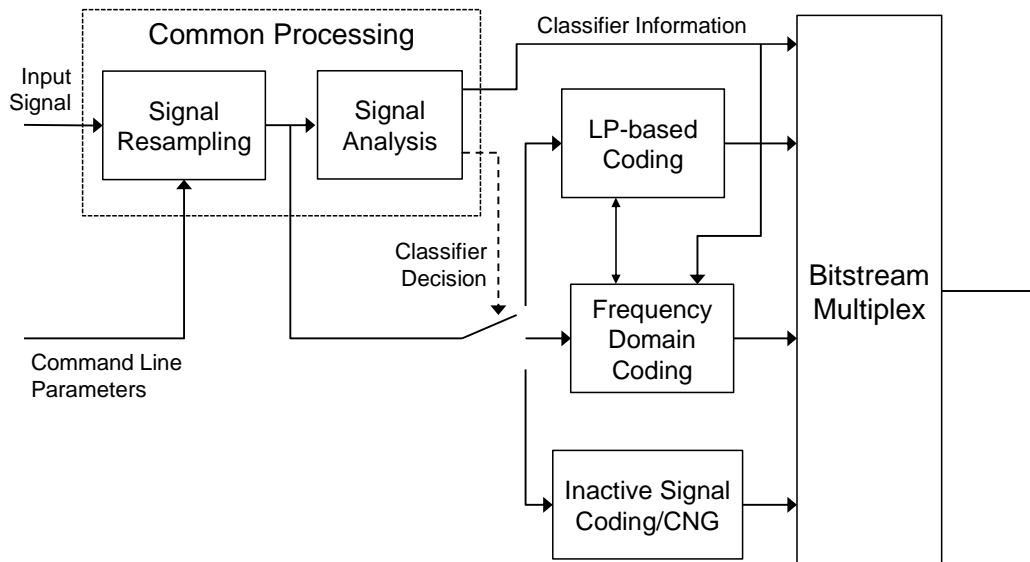 Common Processing
Classifier Information
Input
Signal
Signal
Resampling
Signal
Analysis
LP-based
Coding
Classifier
Decision
Bitstream
Multiplex
Frequency
Domain
Coding
Command Line
Parameters
Inactive Signal
Coding/CNG